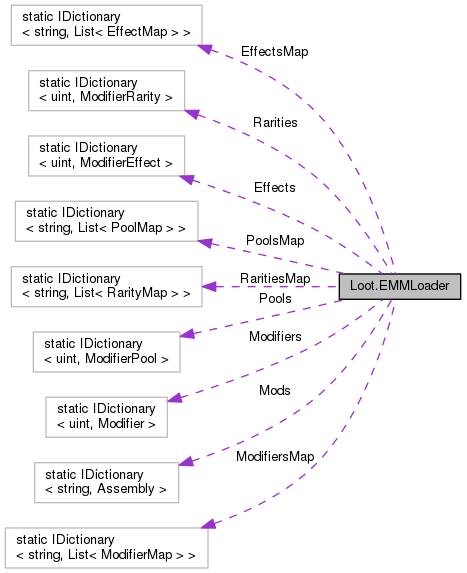 static IDictionary
< string, List< EffectMap > >
EffectsMap
static IDictionary
< uint, ModifierRarity >
Rarities
static IDictionary
< uint, ModifierEffect >
Effects
static IDictionary
< string, List< PoolMap > >
PoolsMap
static IDictionary
< string, List< RarityMap > >
RaritiesMap
Loot.EMMLoader
Pools
static IDictionary
< uint, ModifierPool >
Modifiers
static IDictionary
< uint, Modifier >
Mods
static IDictionary
< string, Assembly >
ModifiersMap
static IDictionary
< string, List< ModifierMap > >